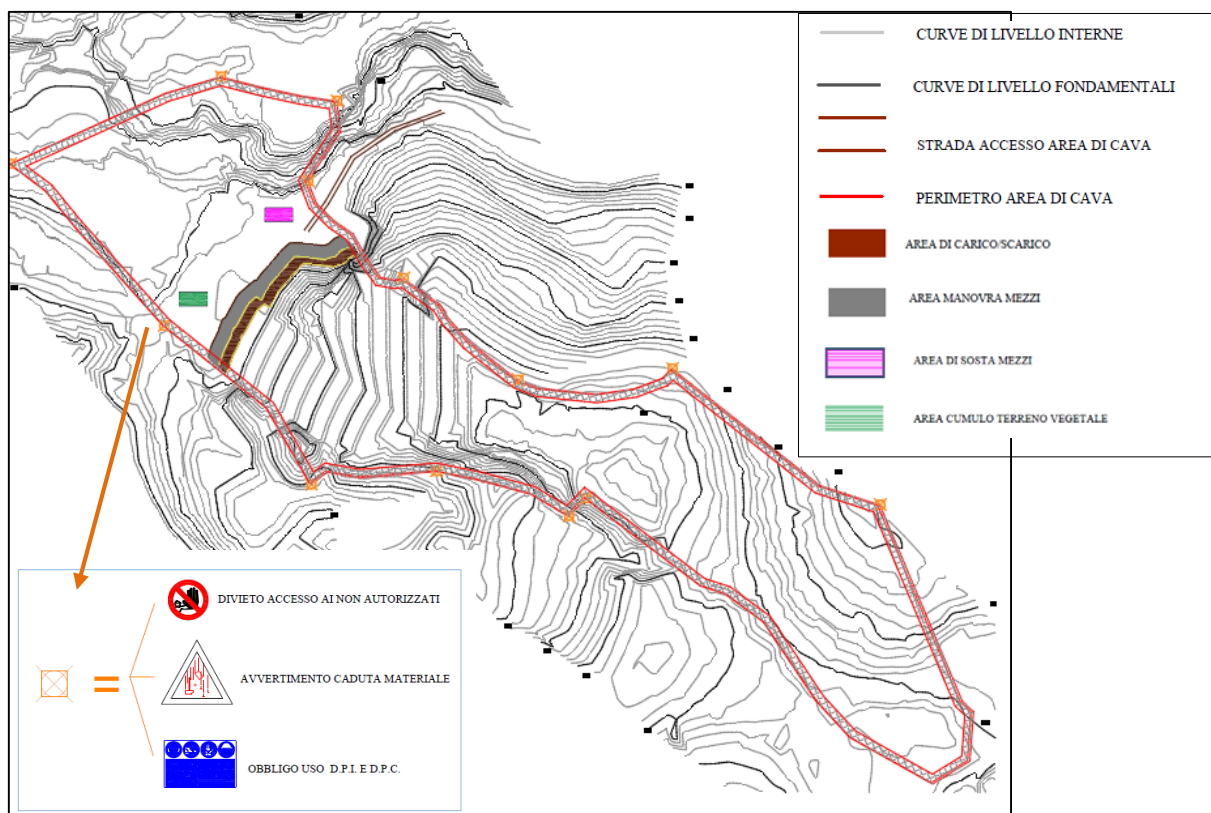 CURVE DI LIVELLO INTERNE
CURVE DI LIVELLO FONDAMENTALI
STRADA ACCESSO AREA DI CAVA
PERIMETRO AREA DI CAVA
AREA DI CARICO/SCARICO
AREA MANOVRA MEZZI
AREA DI SOSTA MEZZI
AREA CUMULO TERRENO VEGETALE
DIVIETO ACCESSO AI NON AUTORIZZATI
=
AVVERTIMENTO CADUTA MATERIALE
OBBLIGO USO D.P.I. E D.P.C.